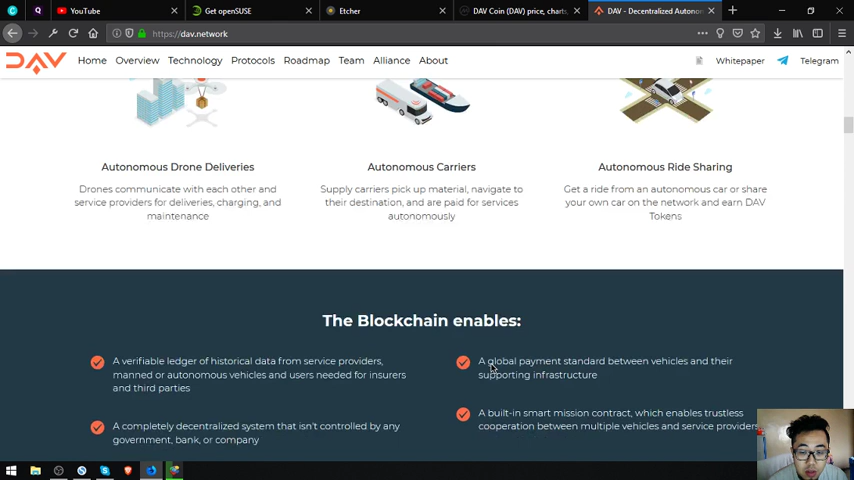 YouTube
Get openSUSE
Etcher
DAV Coin (DAV) price, charts,
DAV - Decentralized Autonom
https://dav.network
DAV
Home Overview Technology Protocols Roadmap Team Alliance About
Whitepaper Telegram
Autonomous Drone Deliveries
Drones communicate with each other and
service providers for deliveries, charging, and
maintenance
Autonomous Carriers
Supply carriers pick up material, navigate to
their destination, and are paid for services
autonomously
Autonomous Ride Sharing
Get a ride from an autonomous car or share
your own car on the network and earn DAV
Tokens
The Blockchain enables:
A verifiable ledger of historical data from service providers,
manned or autonomous vehicles and users needed for insurers
and third parties
A completely decentralized system that isn't controlled by any
government, bank, or company
A global payment standard between vehicles and their
supporting infrastructure
A built-in smart mission contract, which enables trustless
cooperation between multiple vehicles and service providers